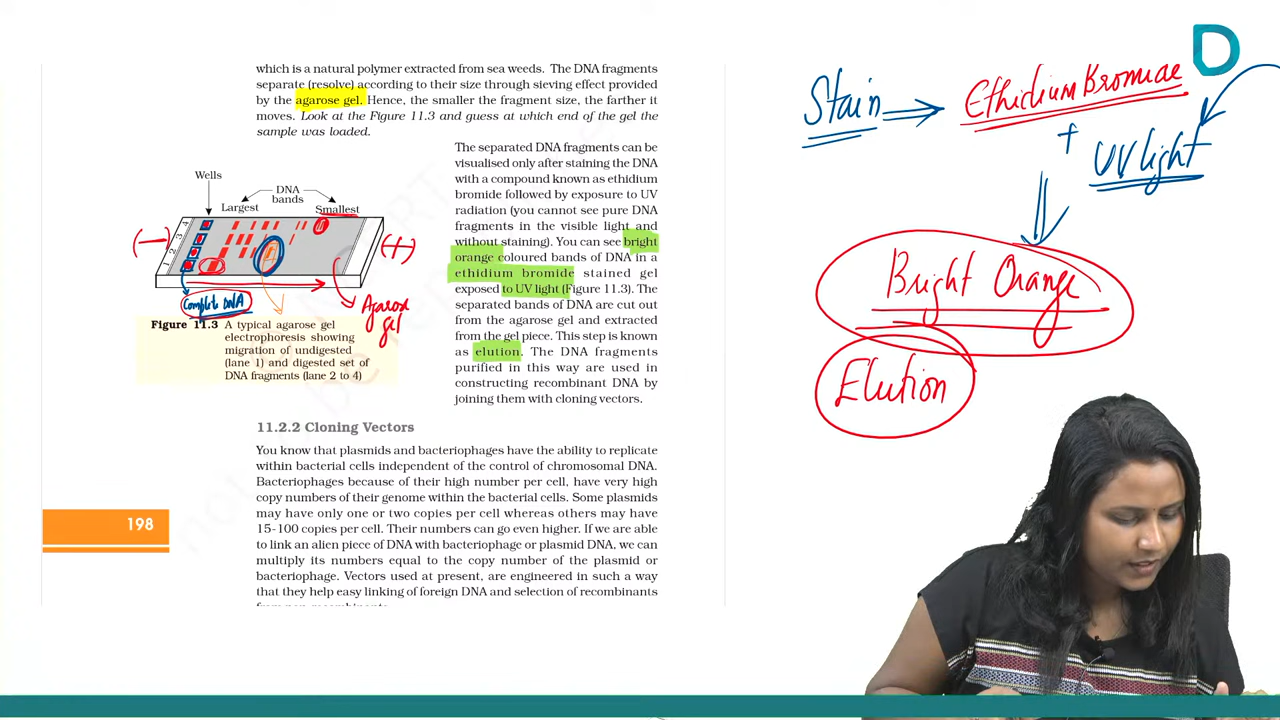 which is a natural polymer extracted from sea weeds. The DNA fragments
separate (resolve) according to their size through sieving effect provided
by the agarose gel. Hence, the smaller the fragment size, the farther it
moves. Look at the Figure 11.3 and guess at which end of the gel the
sample was loaded.
The separated DNA fragments can be
visualised only after staining the DNA
with a compound known as ethidium
bromide followed by exposure to UV
radiation (you cannot see pure DNA
fragments in the visible light and
without staining). You can see bright
orange coloured bands of DNA in a
ethidium bromide stained gel
exposed to UV light (Figure 11.3). The
separated bands of DNA are cut out
from the agarose gel and extracted
from the gel piece. This step is known
as elution. The DNA fragments
purified in this way are used in
constructing recombinant DNA by
joining them with cloning vectors.
Wells
DNA
bands
Largest
Smallest
4
3
2
(−)
(+)
Complete DNA
Agarose
gel
Figure 11.3 A typical agarose gel
electrophoresis showing
migration of undigested
(lane 1) and digested set of
DNA fragments (lane 2 to 4)
11.2.2 Cloning Vectors
You know that plasmids and bacteriophages have the ability to replicate
within bacterial cells independent of the control of chromosomal DNA.
Bacteriophages because of their high number per cell, have very high
copy numbers of their genome within the bacterial cells. Some plasmids
may have only one or two copies per cell whereas others may have
15-100 copies per cell. Their numbers can go even higher. If we are able
to link an alien piece of DNA with bacteriophage or plasmid DNA, we can
multiply its numbers equal to the copy number of the plasmid or
bacteriophage. Vectors used at present, are engineered in such a way
that they help easy linking of foreign DNA and selection of recombinants
198
D
Stain ⇒ Ethidium Bromiae
+
UV light
Bright Orange
Elution